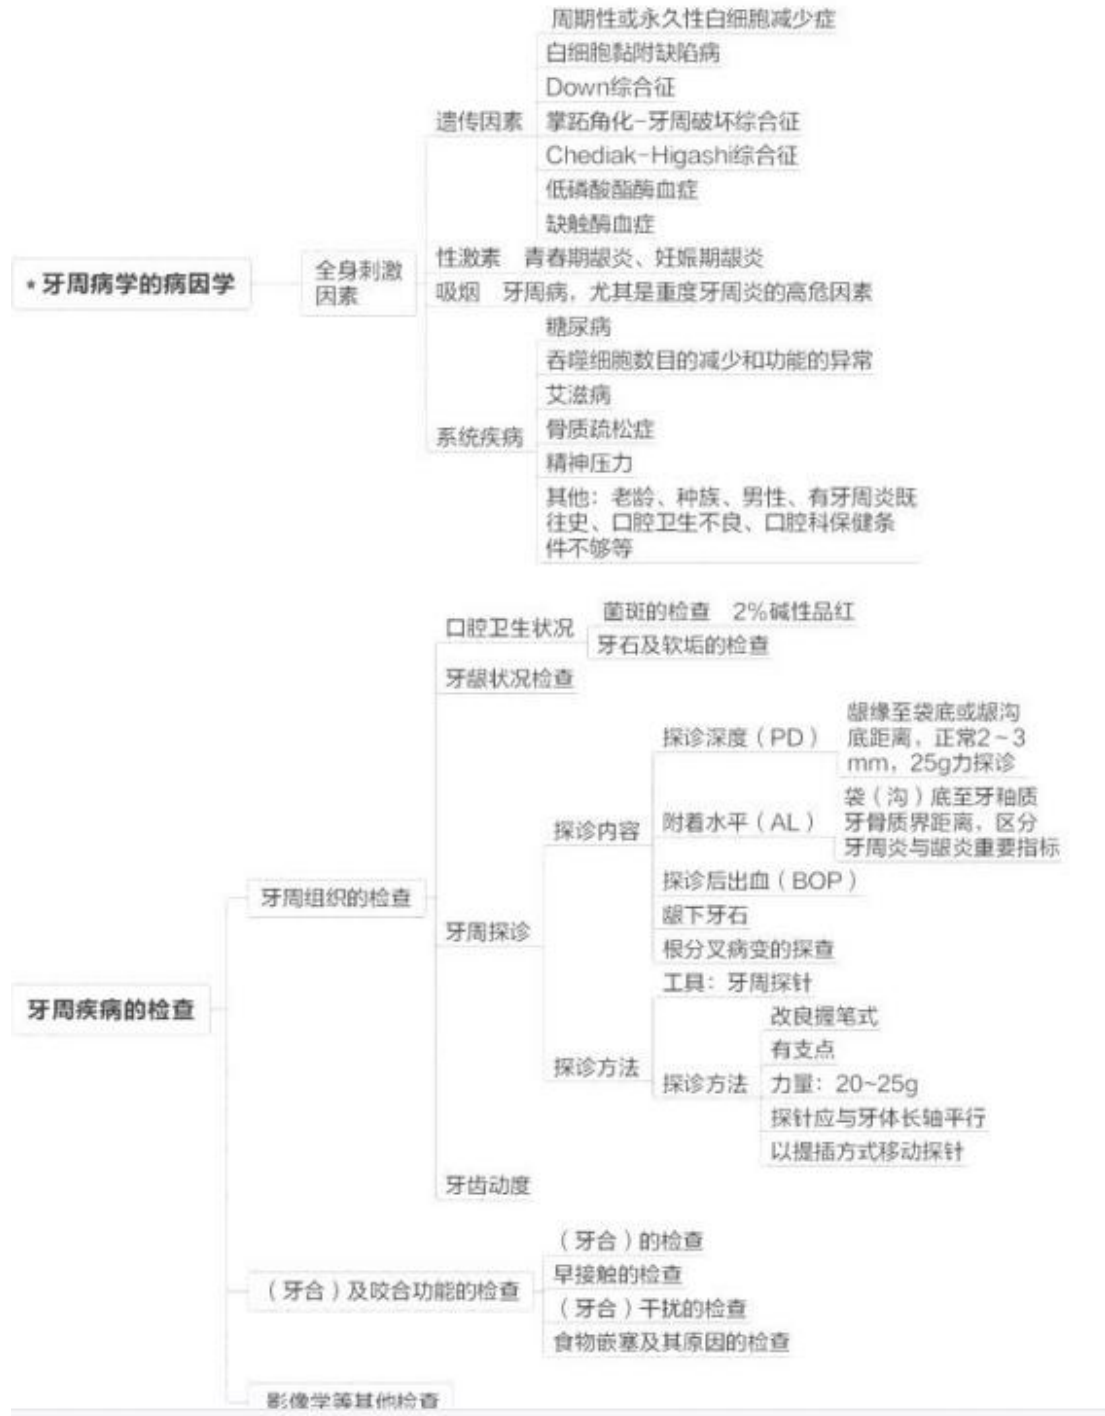 周期性或永久性白细胞减少症
白细胞黏附缺陷病
Down综合征
遗传因素
掌跖角化-牙周破坏综合征
Chediak-Higashi综合征
低磷酸酯酶血症
缺触酶血症
★牙周病学的病因学
全身刺激
因素
性激素 青春期龈炎、妊娠期龈炎
吸烟 牙周病，尤其是重度牙周炎的高危因素
糖尿病
吞噬细胞数目的减少和功能的异常
艾滋病
系统疾病
骨质疏松症
精神压力
其他：老龄、种族、男性、有牙周炎既
往史、口腔卫生不良、口腔科保健条
件不够等
口腔卫生状况
菌斑的检查 2%碱性品红
牙石及软垢的检查
牙龈状况检查
探诊深度（PD）
龈缘至袋底或龈沟
底距离，正常2～3
mm，25g力探诊
探诊内容
附着水平（AL）
袋（沟）底至牙釉质
牙骨质界距离，区分
牙周炎与龈炎重要指标
探诊后出血（BOP）
牙周组织的检查
龈下牙石
牙周探诊
根分叉病变的探查
工具：牙周探针
牙周疾病的检查
改良握笔式
有支点
探诊方法
探诊方法
力量：20~25g
探针应与牙体长轴平行
以提插方式移动探针
牙齿动度
（牙合）及咬合功能的检查
（牙合）的检查
早接触的检查
（牙合）干扰的检查
食物嵌塞及其原因的检查
影像学等其他检查